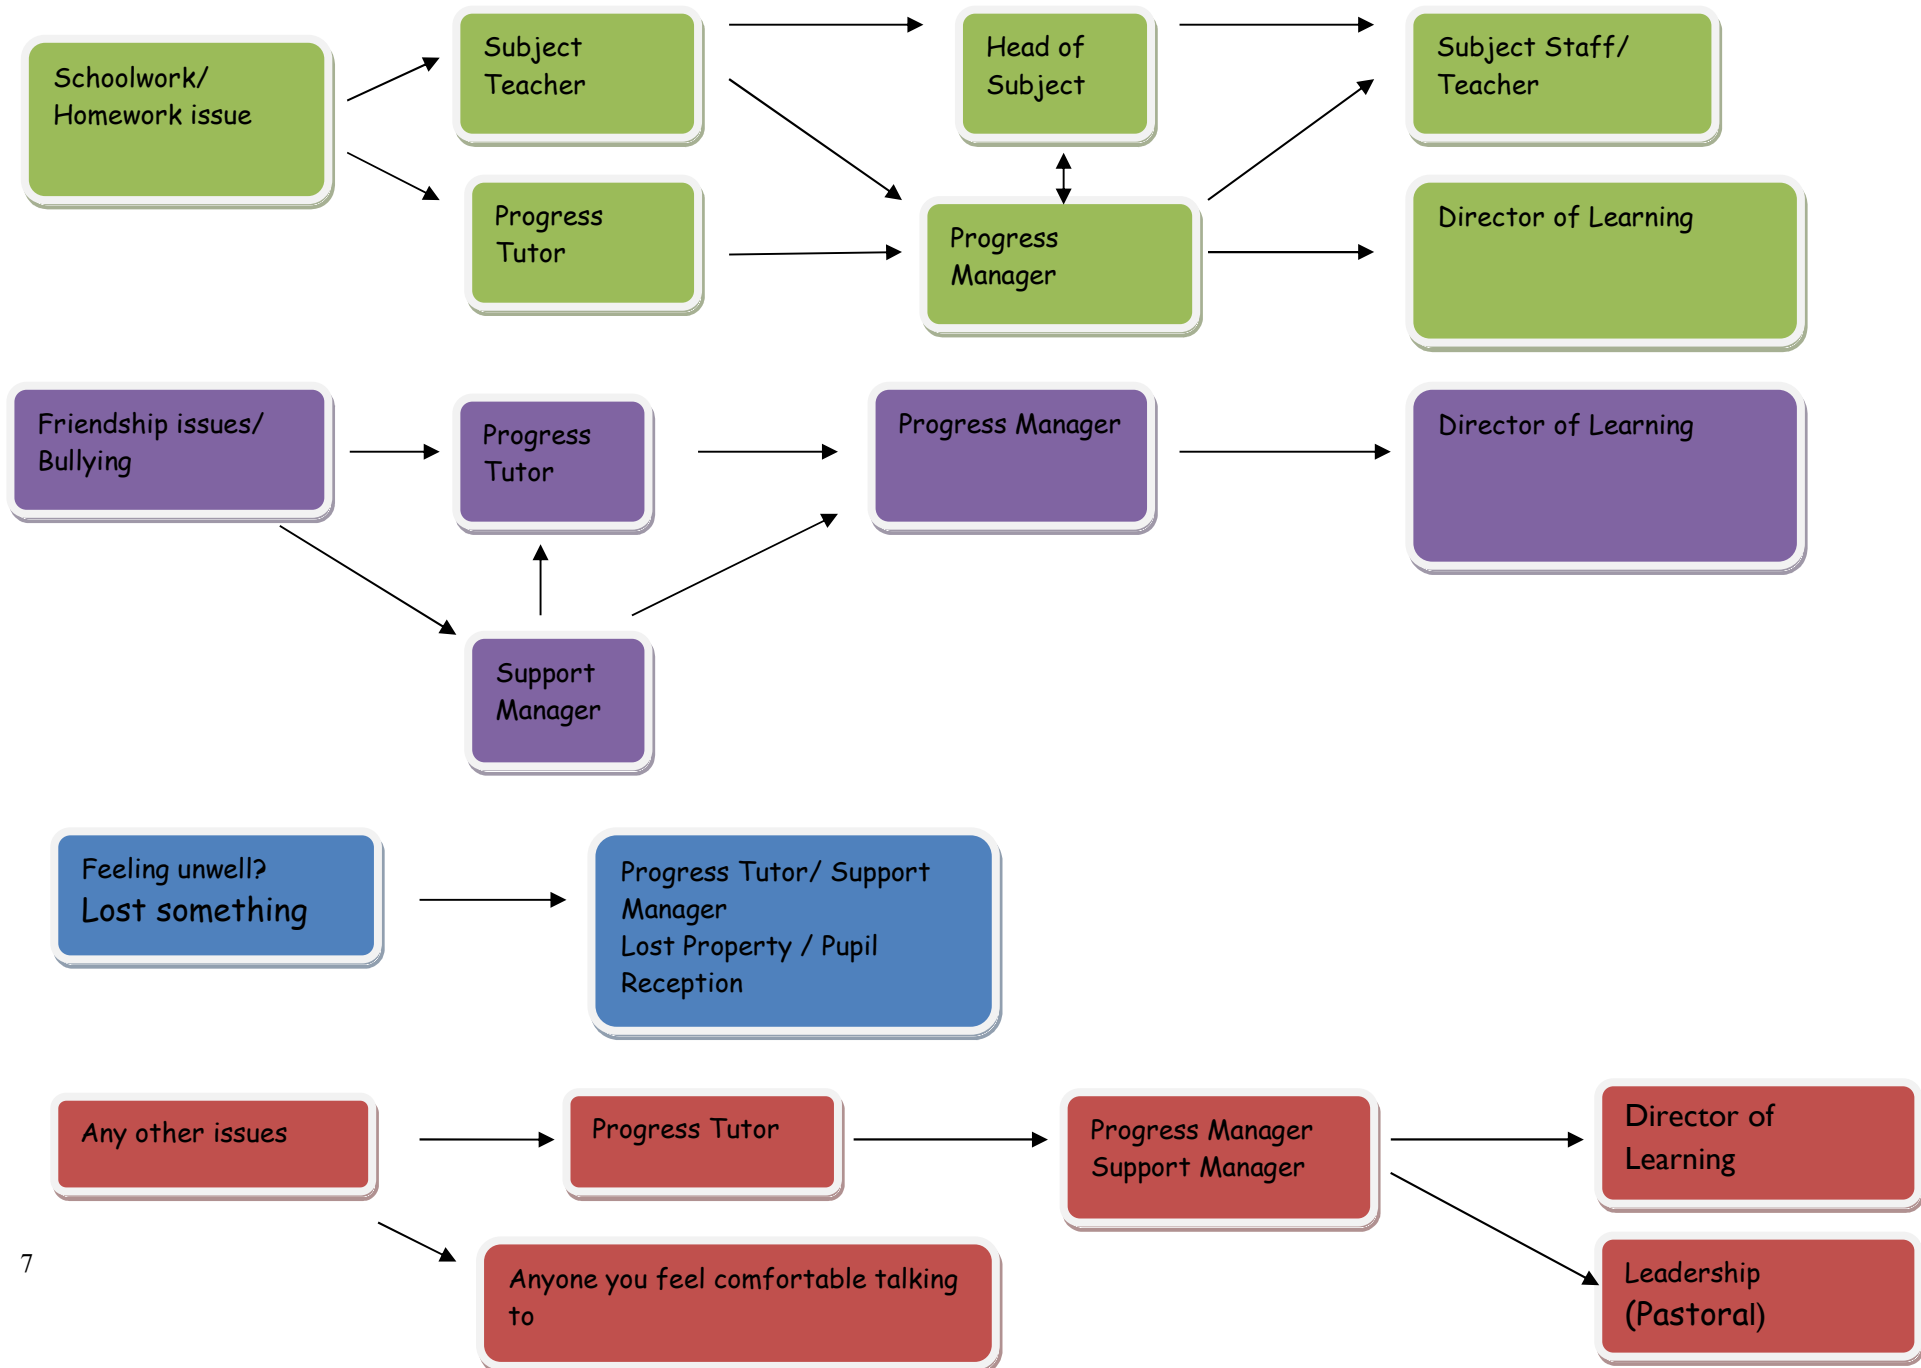 Schoolwork/
Homework issue
Subject
Teacher
Head of
Subject
Subject Staff/
Teacher
Progress
Tutor
Progress
Manager
Director of Learning
Friendship issues/
Bullying
Progress
Tutor
Progress Manager
Director of Learning
Support
Manager
Feeling unwell?
Lost something
Progress Tutor/ Support
Manager
Lost Property / Pupil
Reception
Any other issues
Progress Tutor
Progress Manager
Support Manager
Director of
Learning
Anyone you feel comfortable talking
to
Leadership
(Pastoral)
7